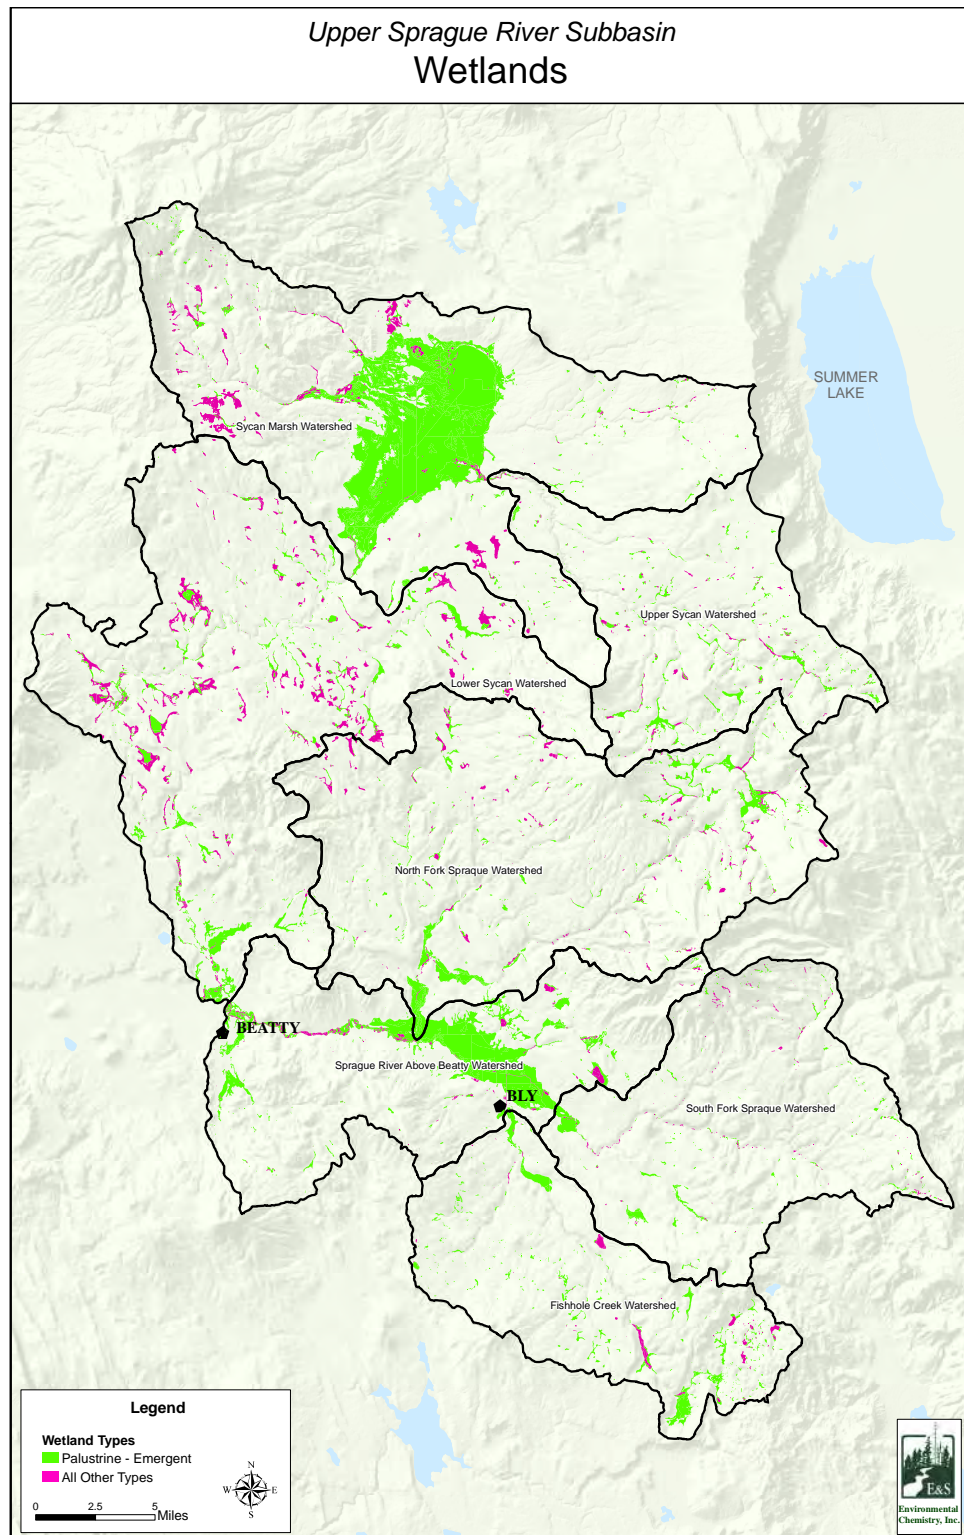 Upper Sprague River Subbasin
Wetlands
SUMMER
LAKE
Sycan Marsh Watershed
Upper Sycan Watershed
Lower Sycan Watershed
North Fork Spraque Watershed
BEATTY
Sprague River Above Beatty Watershed
BLY
South Fork Spraque Watershed
Fishhole Creek Watershed
Legend
Wetland Types
Palustrine - Emergent
All Other Types
N
W E
S
0 2.5 5
Miles
E&S
Environmental
Chemistry, Inc.